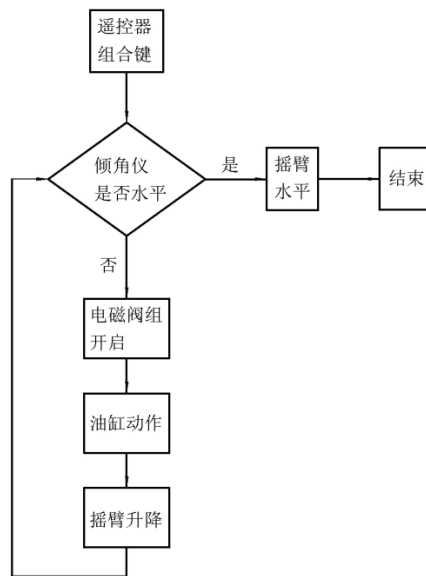 遥控器
组合键
倾角仪
是否水平
是
摇臂
水平
结束
否
电磁阀组
开启
油缸动作
摇臂升降